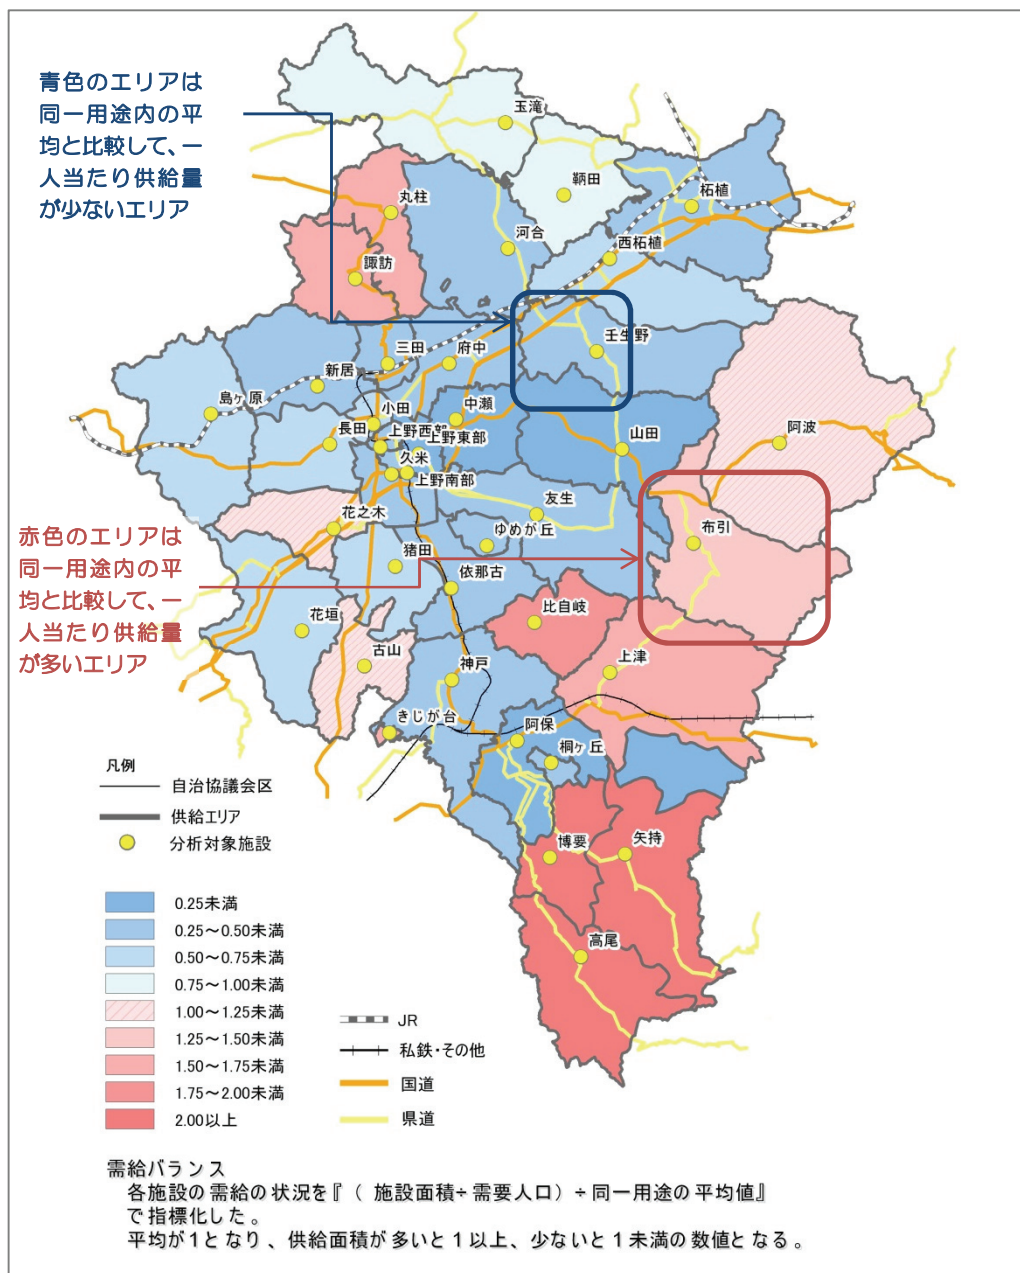 青色のエリアは
同一用途内の平
均と比較して、一
人当たり供給量
が少ないエリア
玉滝
鞆田
柘植
丸柱
河合
西柘植
諏訪
壬生野
三田
府中
新居
島ヶ原
小田
中瀬
長田
上野西部
上野東部
山田
阿波
久米
上野南部
花之木
友生
ゆめが丘
布引
赤色のエリアは
同一用途内の平
均と比較して、一
人当たり供給量
が多いエリア
猪田
依那古
比自岐
花垣
古山
神戸
上津
きじが台
阿保
桐ヶ丘
博要
矢持
高尾
凡例
自治協議会区
供給エリア
分析対象施設
0.25未満
0.25～0.50未満
0.50～0.75未満
0.75～1.00未満
1.00～1.25未満
1.25～1.50未満
1.50～1.75未満
1.75～2.00未満
2.00以上
JR
私鉄・その他
国道
県道
需給バランス
各施設の需給の状況を『（ 施設面積÷需要人口）÷同一用途の平均値』
で指標化した。
平均が1となり、供給面積が多いと1以上、少ないと1未満の数値となる。